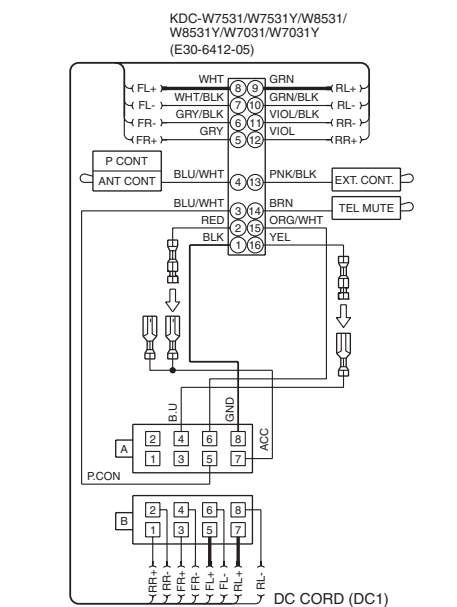 KDC-W7531/W7531Y/W8531/
W8531Y/W7031/W7031Y
(E30-6412-05)
FL+ WHT 8 9 GRN RL+
FL- WHT/BLK 7 10 GRN/BLK RL-
FR- GRY/BLK 6 11 VIOL/BLK RR-
FR+ GRY 5 12 VIOL RR+
P CONT
ANT CONT BLU/WHT 4 13 PNK/BLK EXT. CONT.
BLU/WHT 3 14 BRN TEL MUTE
RED 2 15 ORG/WHT
BLK 1 16 YEL
B.U GND ACC
A 2 4 6 8
1 3 5 7
P.CON
B 2 4 6 8
1 3 5 7
RR+ RR- FR+ FR- FL+ FL- RL+ RL-
DC CORD (DC1)